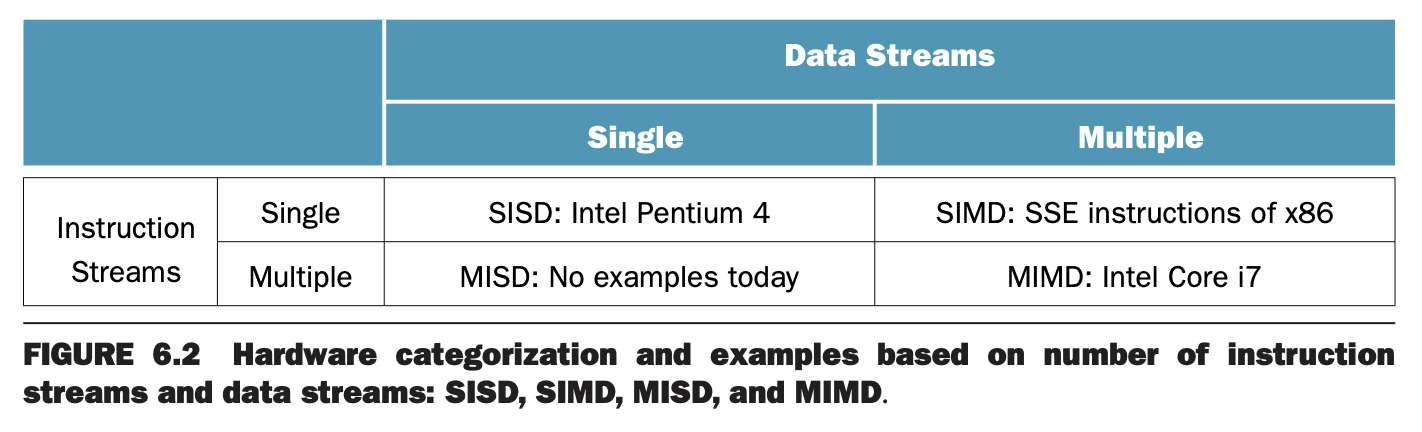 Data Streams
Single Multiple
Instruction
Streams
Single SISD: Intel Pentium 4 SIMD: SSE instructions of x86
Multiple MISD: No examples today MIMD: Intel Core i7
FIGURE 6.2 Hardware categorization and examples based on number of instruction
streams and data streams: SISD, SIMD, MISD, and MIMD.